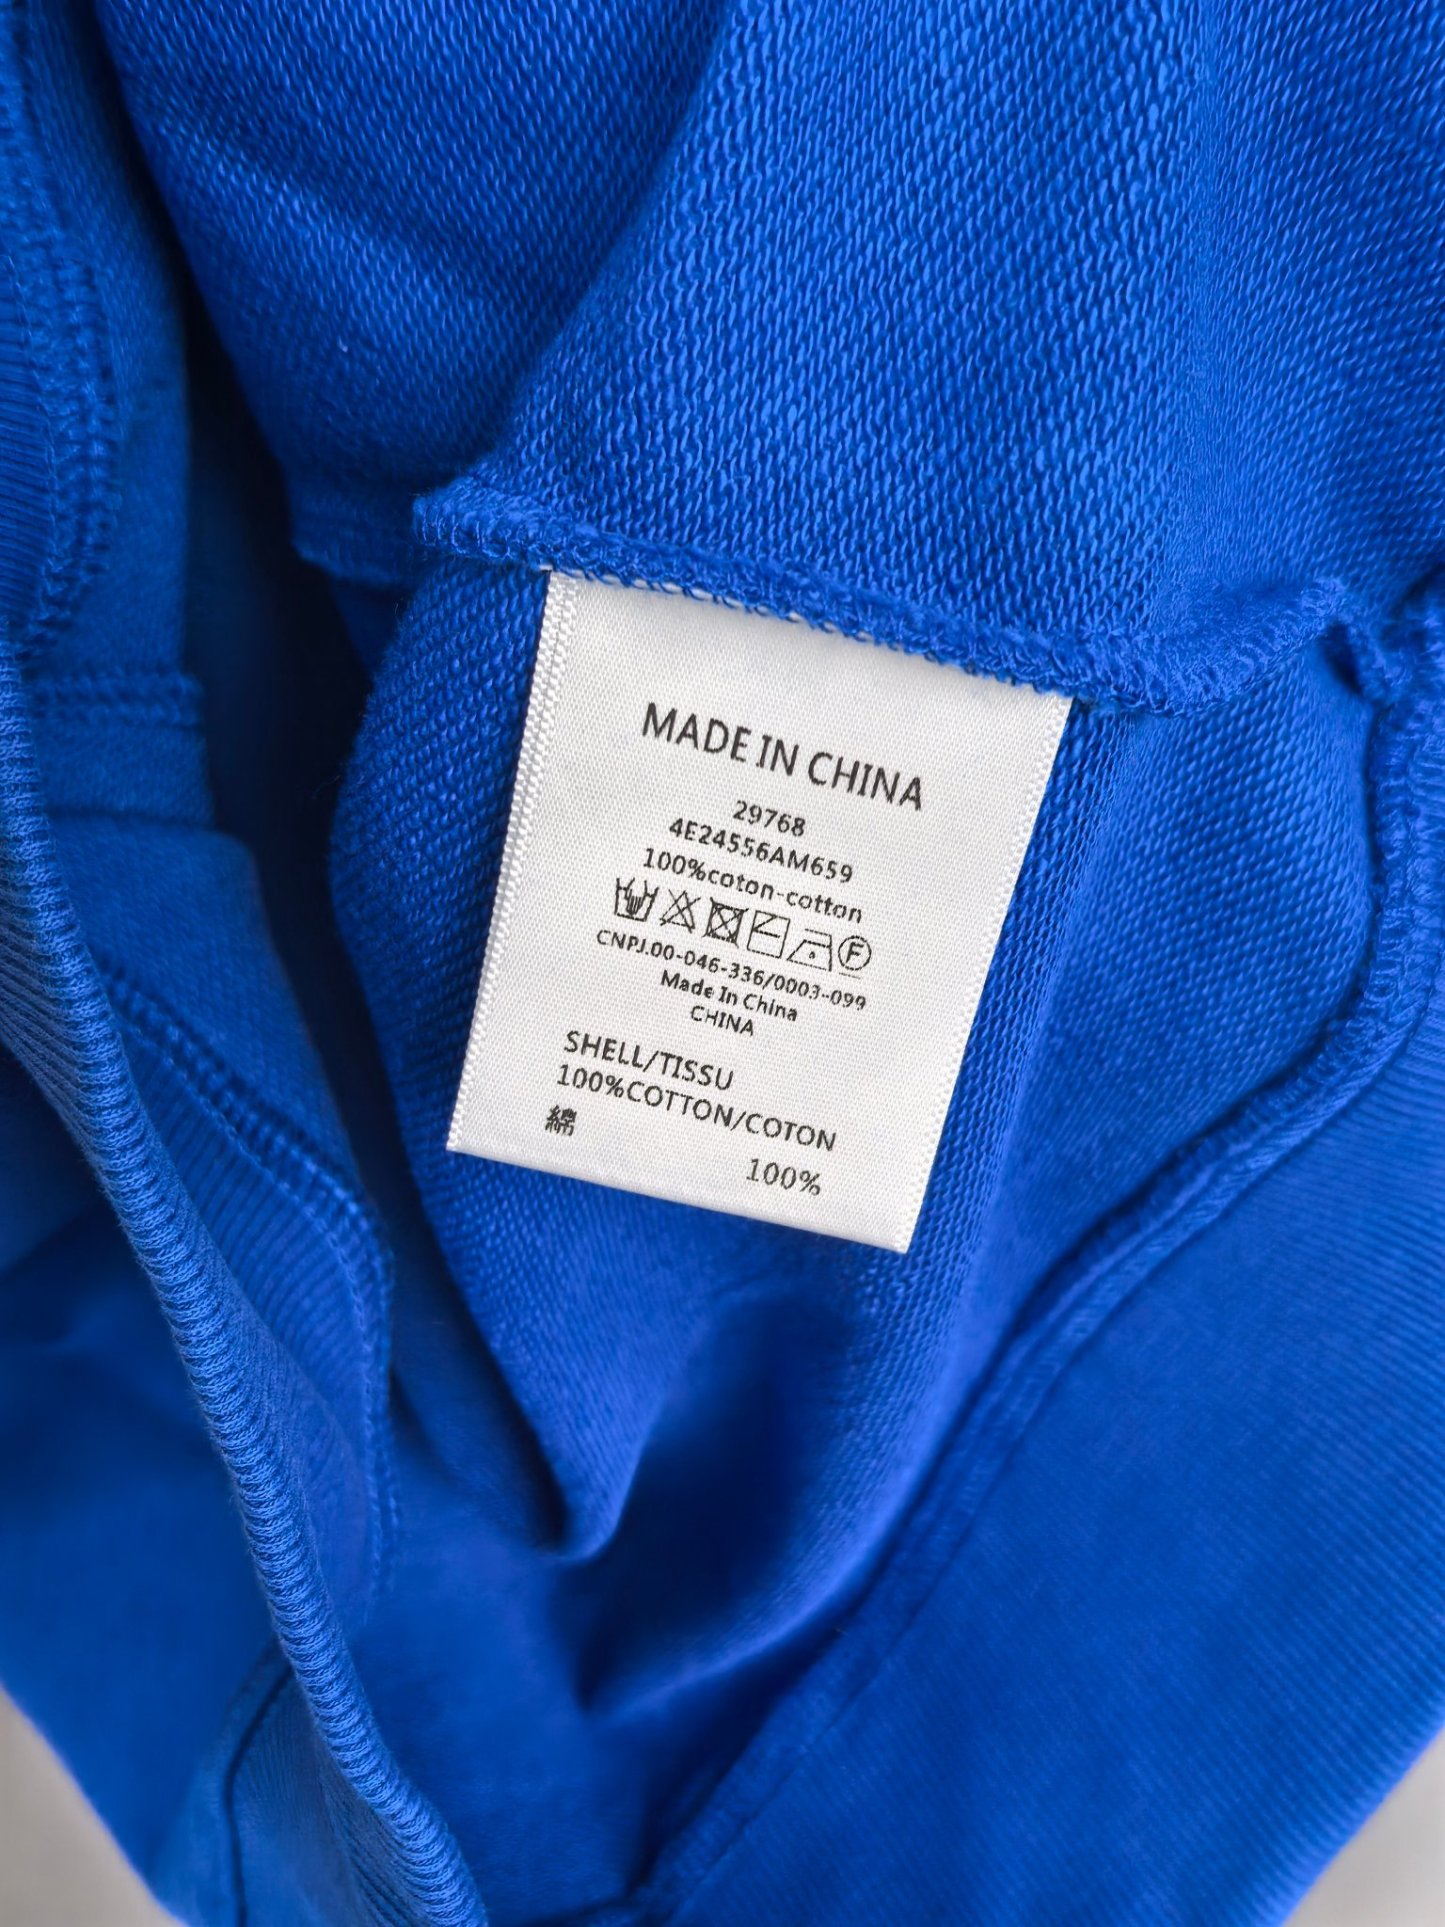 MADE IN CHINA
29768
4E24556AM659
100%coton-cotton
F
CNPJ.00-046-336/0003-099
Made In China
CHINA
SHELL/TISSU
100%COTTON/COTON
綿
100%